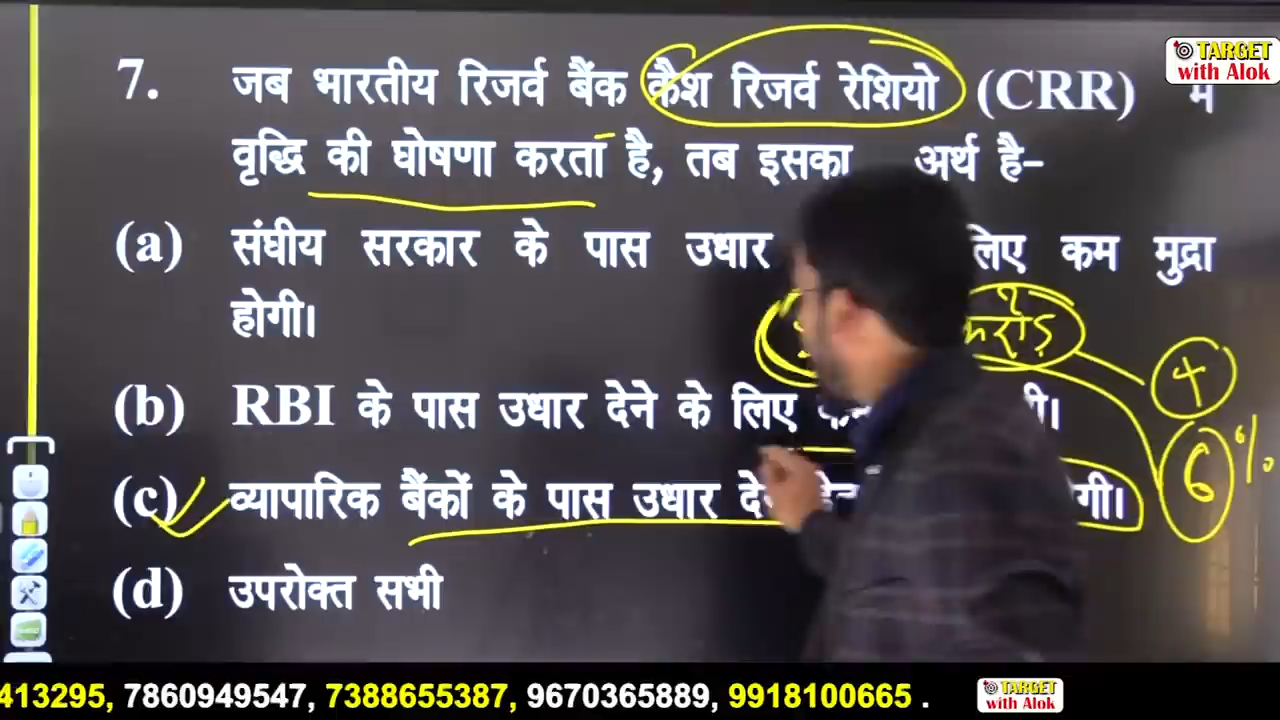 TARGET
with Alok
7. जब भारतीय रिजर्व बैंक कैश रिजर्व रेशियो (CRR) में
वृद्धि की घोषणा करता है, तब इसका अर्थ है–
(a) संघीय सरकार के पास उधार लिए कम मुद्रा
होगी।
करोड़
4
(b) RBI के पास उधार देने के लिए
6%
(c) व्यापारिक बैंकों के पास उधार
(d) उपरोक्त सभी
413295, 7860949547, 7388655387, 9670365889, 9918100665 .
TARGET
with Alok